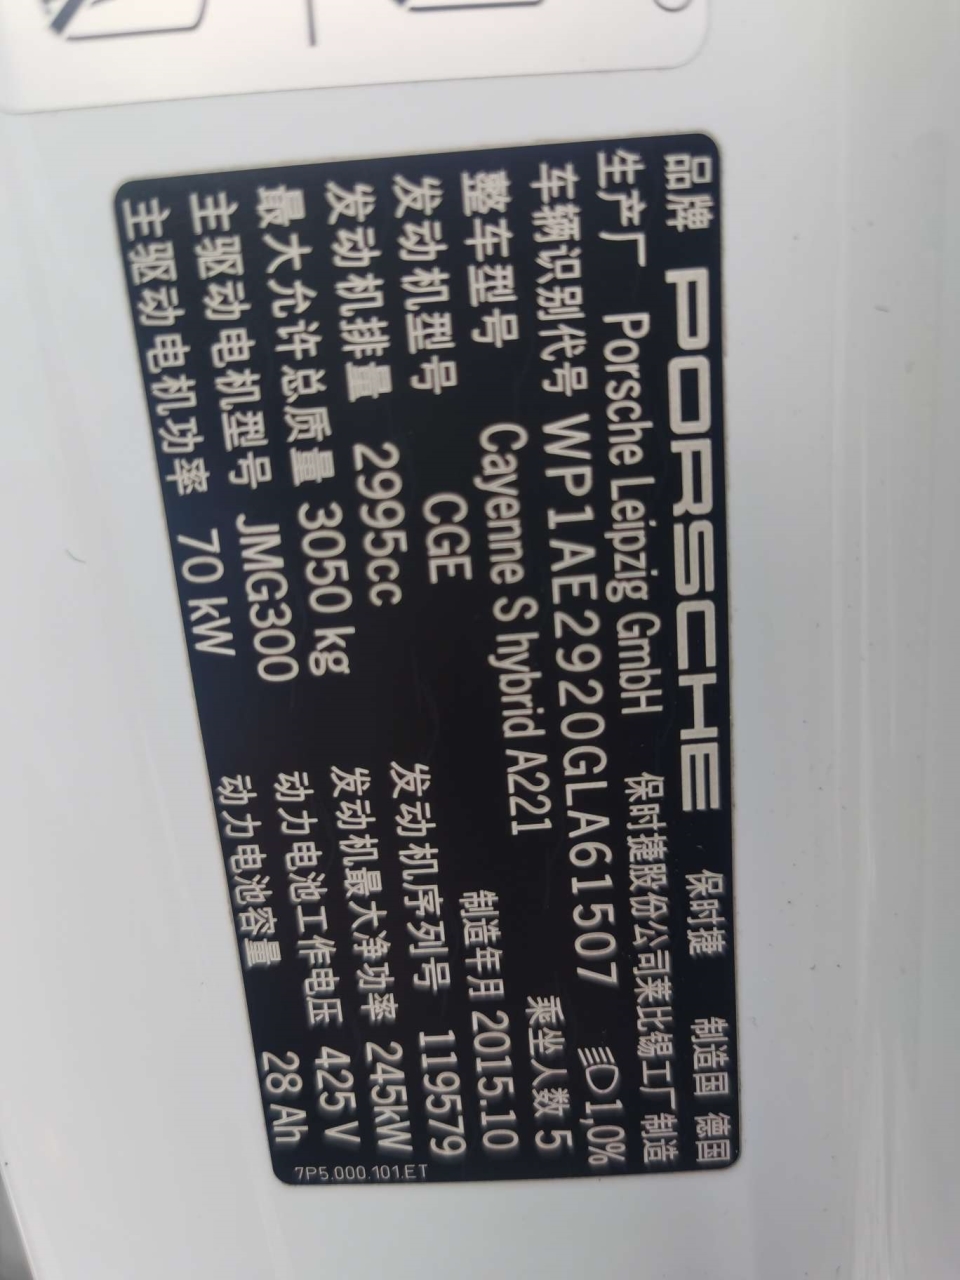 品牌 PORSCHE 保时捷 制造国 德国
生产厂 Porsche Leipzig GmbH 保时捷股份公司莱比锡工厂制造
车辆识别代号 WP1AE2920GLA61507 1,0%
整车型号 Cayenne S hybrid A221 乘坐人数 5
发动机型号 CGE 制造年月 2015.10
发动机排量 2995cc 发动机序列号 119579
最大允许总质量 3050 kg 发动机最大净功率 245kW
主驱动电机型号 JMG300 动力电池工作电压 425 V
主驱动电机功率 70 kW 动力电池容量 28 Ah
7P5.000.101.ET